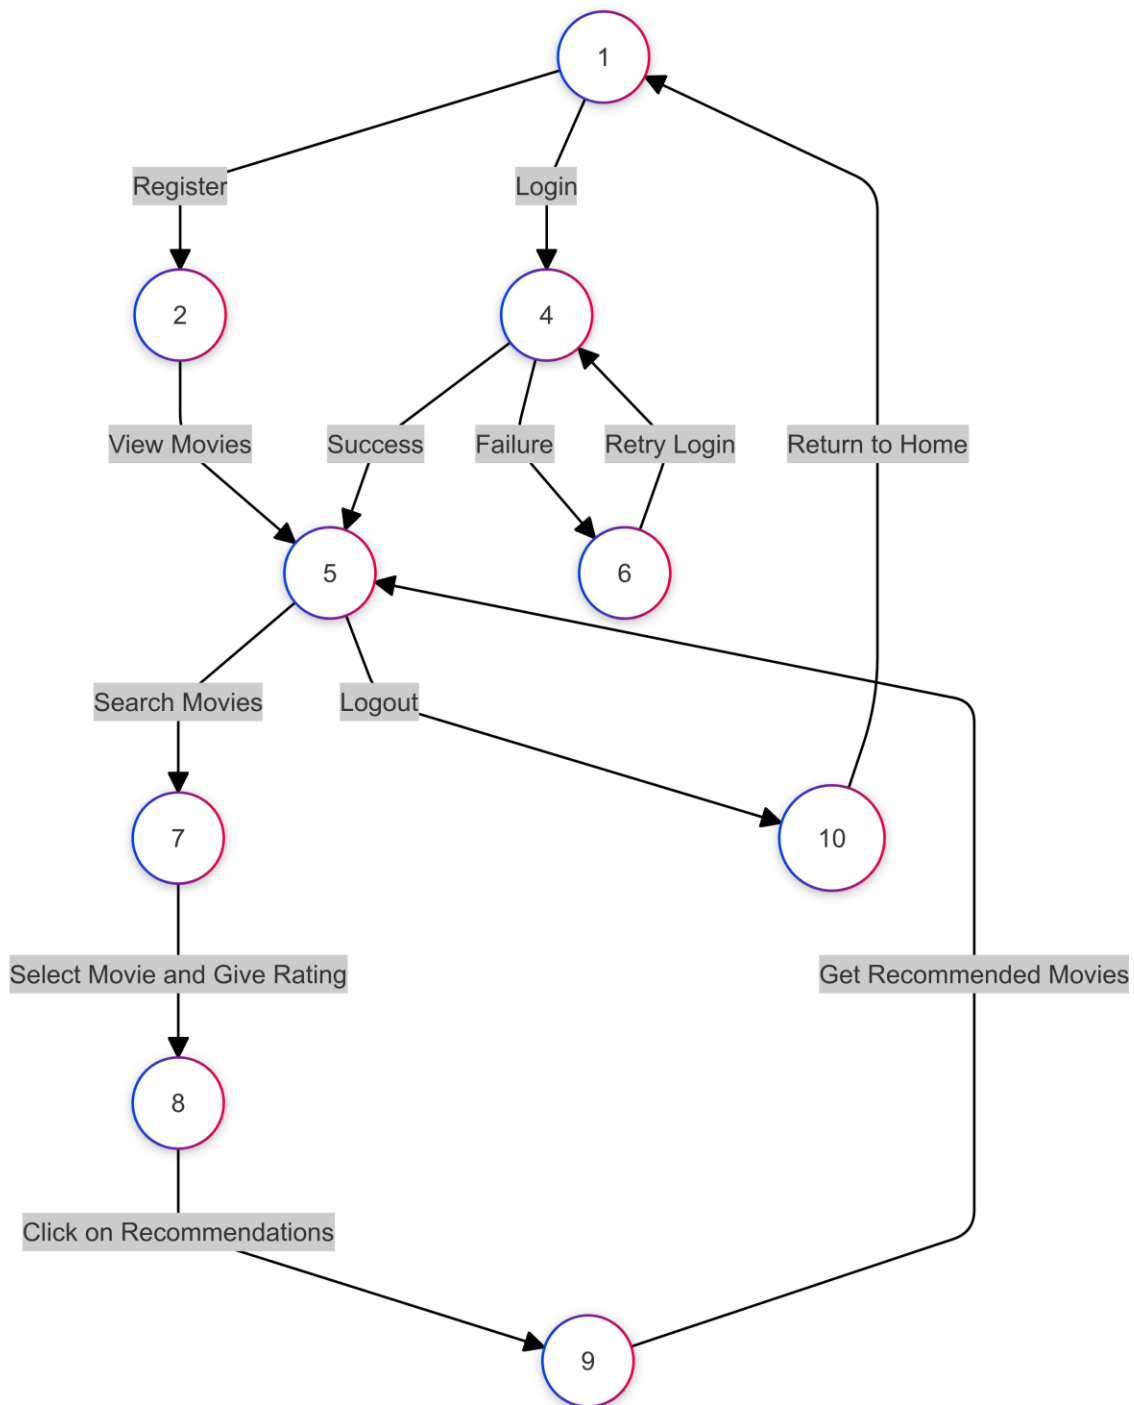 1
Register
Login
2
4
View Movies
Success
Failure
Retry Login
Return to Home
5
6
Search Movies
Logout
7
10
Select Movie and Give Rating
Get Recommended Movies
8
Click on Recommendations
9